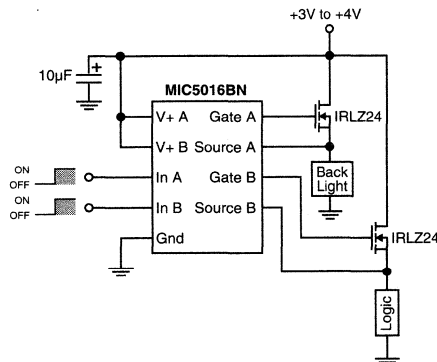 +3V to +4V
10µF
+
MIC5016BN
V+ A Gate A
IRLZ24
V+ B Source A
ON
OFF
In A Gate B
Back
Light
ON
OFF
In B Source B
IRLZ24
Gnd
Logic